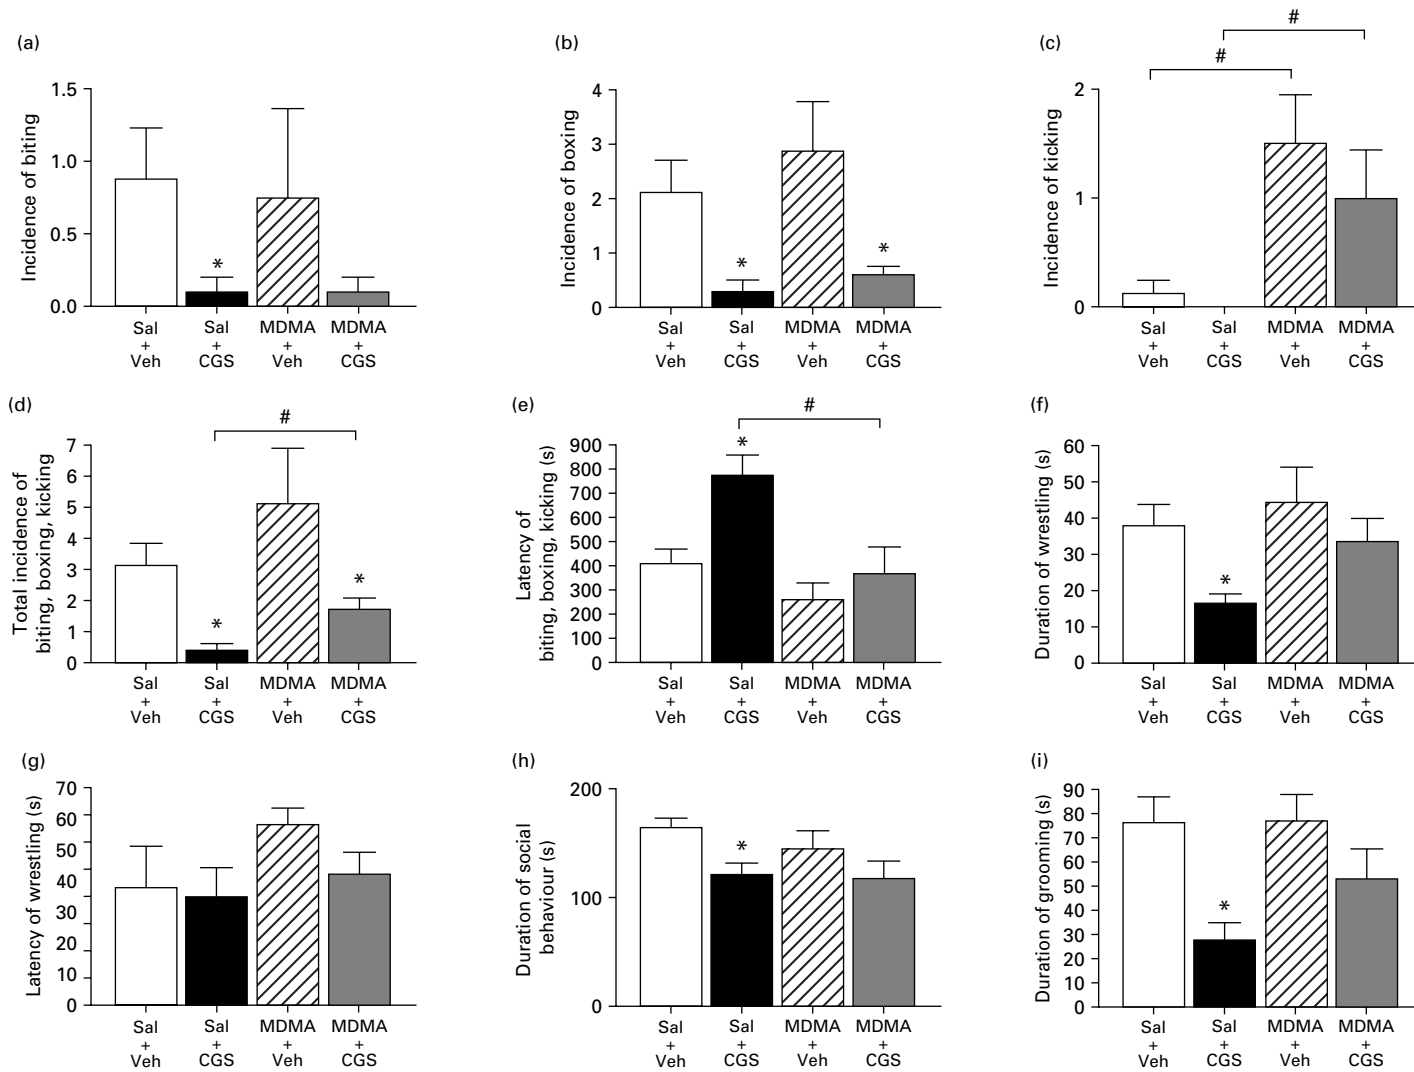 (a)
Incidence of biting
1.5
1.0
0.5
0.0
*
Sal + Veh
Sal + CGS
MDMA + Veh
MDMA + CGS
(b)
Incidence of boxing
4
3
2
1
0
*
*
Sal + Veh
Sal + CGS
MDMA + Veh
MDMA + CGS
(c)
Incidence of kicking
#
#
2
1
0
Sal + Veh
Sal + CGS
MDMA + Veh
MDMA + CGS
(d)
Total incidence of
biting, boxing, kicking
#
7
6
5
4
3
2
1
0
*
*
Sal + Veh
Sal + CGS
MDMA + Veh
MDMA + CGS
(e)
Latency of
biting, boxing, kicking (s)
#
*
900
800
700
600
500
400
300
200
100
0
Sal + Veh
Sal + CGS
MDMA + Veh
MDMA + CGS
(f)
Duration of wrestling (s)
60
50
40
30
20
10
0
*
Sal + Veh
Sal + CGS
MDMA + Veh
MDMA + CGS
(g)
Latency of wrestling (s)
70
60
50
40
30
20
10
0
Sal + Veh
Sal + CGS
MDMA + Veh
MDMA + CGS
(h)
Duration of social
behaviour (s)
200
100
0
*
Sal + Veh
Sal + CGS
MDMA + Veh
MDMA + CGS
(i)
Duration of grooming (s)
90
80
70
60
50
40
30
20
10
0
*
Sal + Veh
Sal + CGS
MDMA + Veh
MDMA + CGS